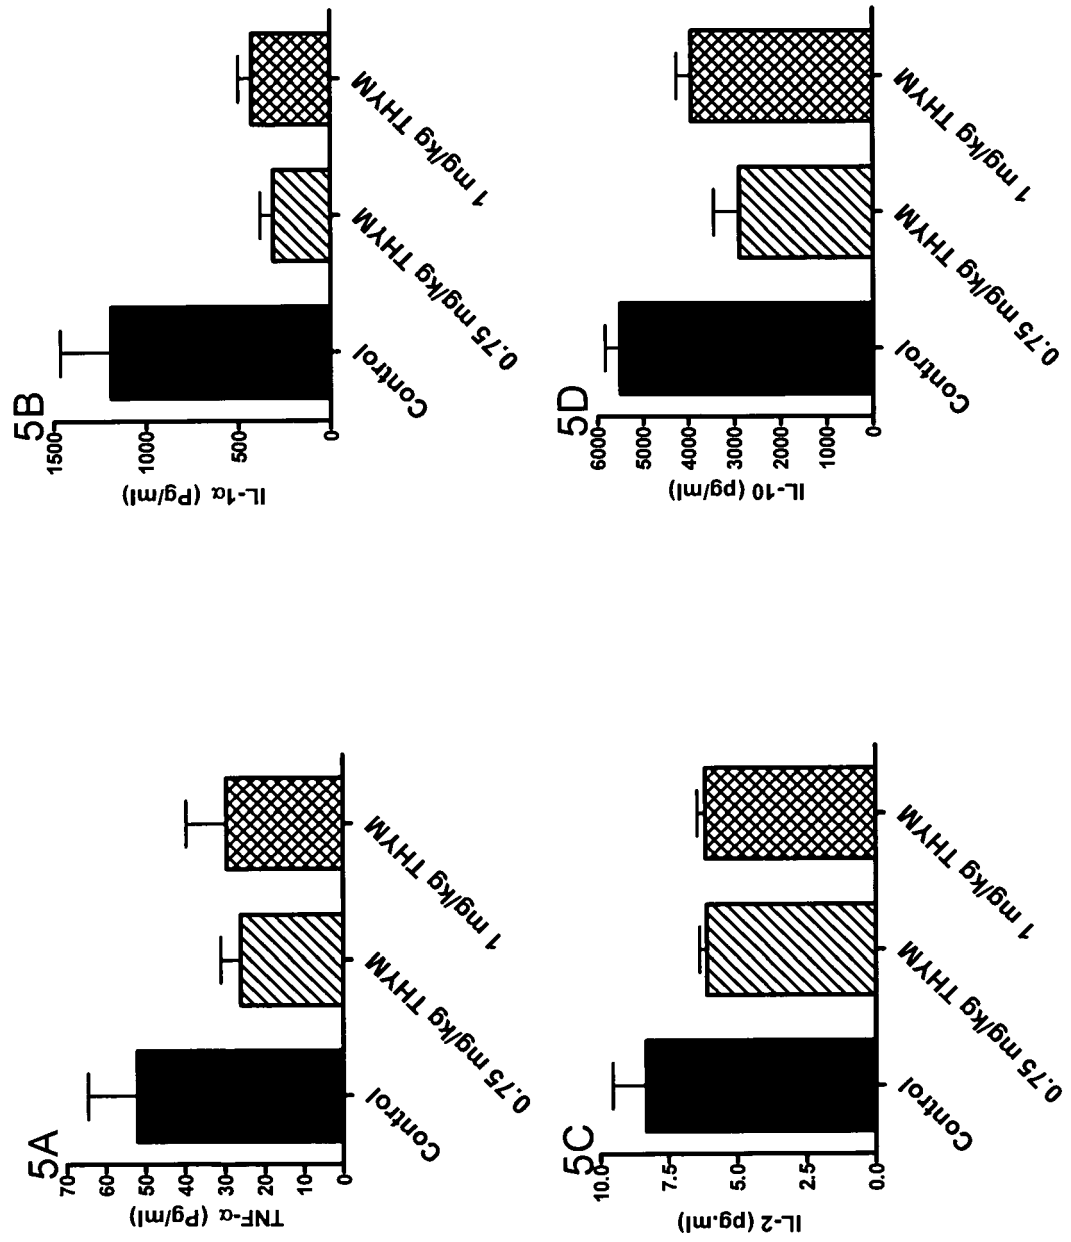 5A
TNF-α (Pg/ml)
70
60
50
40
30
20
10
0
Control
0.75 mg/kg THYM
1 mg/kg THYM
5B
IL-1α (Pg/ml)
1500
1000
500
0
Control
0.75 mg/kg THYM
1 mg/kg THYM
5C
IL-2 (pg.ml)
10.0
7.5
5.0
2.5
0.0
Control
0.75 mg/kg THYM
1 mg/kg THYM
5D
IL-10 (pg/ml)
6000
5000
4000
3000
2000
1000
0
Control
0.75 mg/kg THYM
1 mg/kg THYM